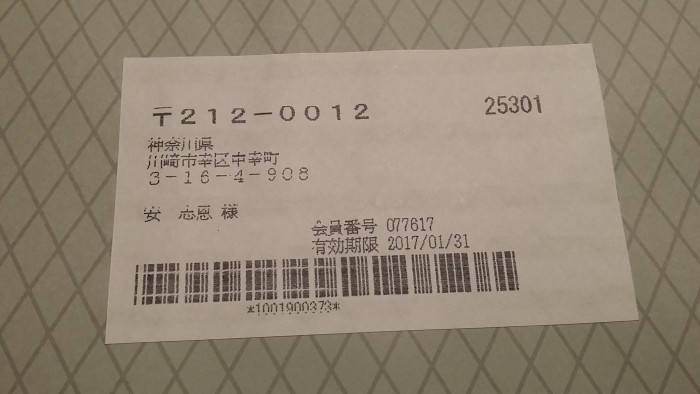 〒212-0012
25301
神奈川県
川崎市幸区中幸町
3-16-4-908
安 志恩 様
会員番号 077617
有効期限 2017/01/31
*1001900373*